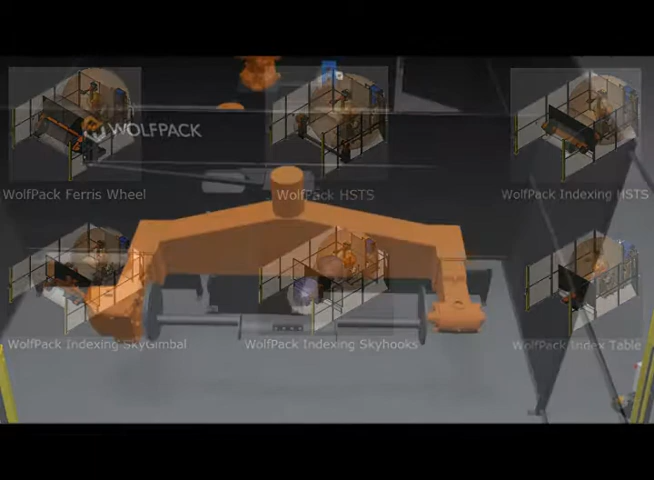 WOLFPACK
WolfPack Ferris Wheel
WolfPack HSTS
WolfPack Indexing HSTS
WolfPack Indexing SkyGimbal
WolfPack Indexing Skyhooks
WolfPack Index Table